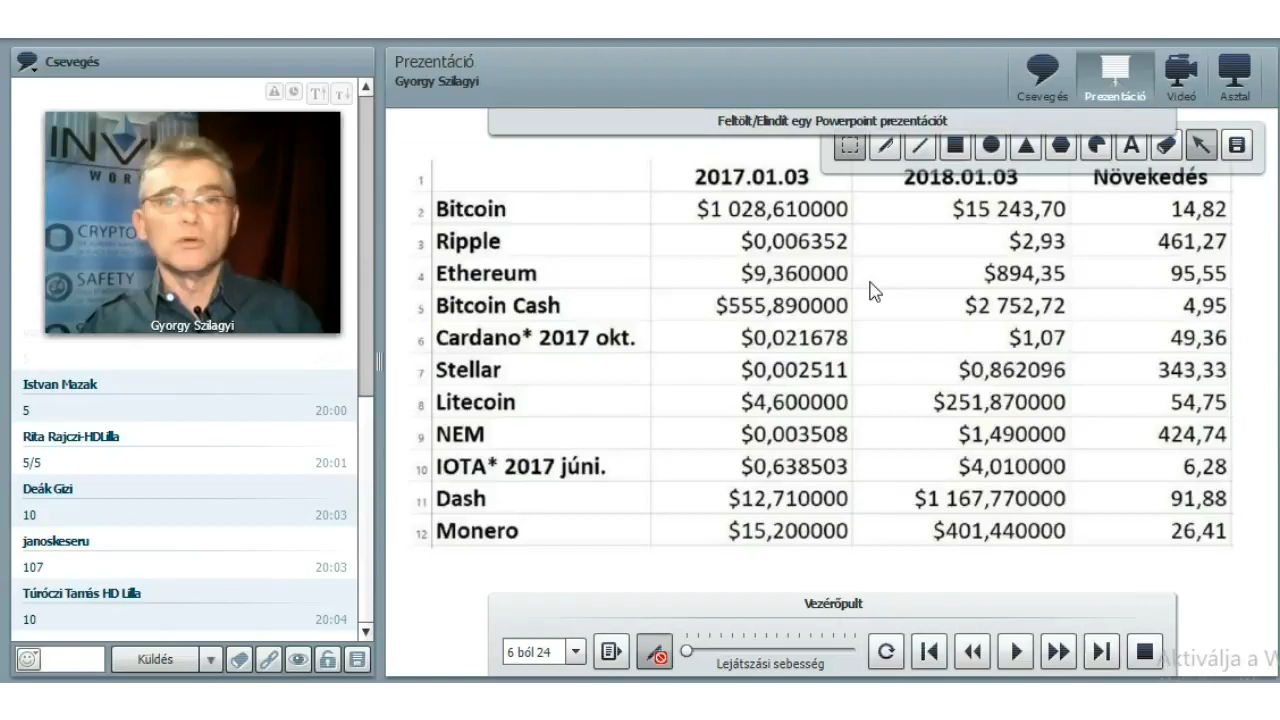 Csevegés
INVI
WOR
CRYPTO
SAFETY
Gyorgy Szilagyi
Istvan Mazak
5 20:00
Rita Rajczi-HDLilla
5/5 20:01
Deák Gizi
10 20:03
janoskeseru
107 20:03
Túróczi Tamás HD Lilla
10 20:04
Küldés
Prezentáció
Gyorgy Szilagyi
Csevegés Prezentáció Videó Asztal
Feltölt/Elindít egy Powerpoint prezentációt
1 2017.01.03 2018.01.03 Növekedés
2 Bitcoin $1 028,610000 $15 243,70 14,82
3 Ripple $0,006352 $2,93 461,27
4 Ethereum $9,360000 $894,35 95,55
5 Bitcoin Cash $555,890000 $2 752,72 4,95
6 Cardano* 2017 okt. $0,021678 $1,07 49,36
7 Stellar $0,002511 $0,862096 343,33
8 Litecoin $4,600000 $251,870000 54,75
9 NEM $0,003508 $1,490000 424,74
10 IOTA* 2017 júni. $0,638503 $4,010000 6,28
11 Dash $12,710000 $1 167,770000 91,88
12 Monero $15,200000 $401,440000 26,41
Vezérőpult
6 ból 24
Lejátszási sebesség
Aktiválja a W